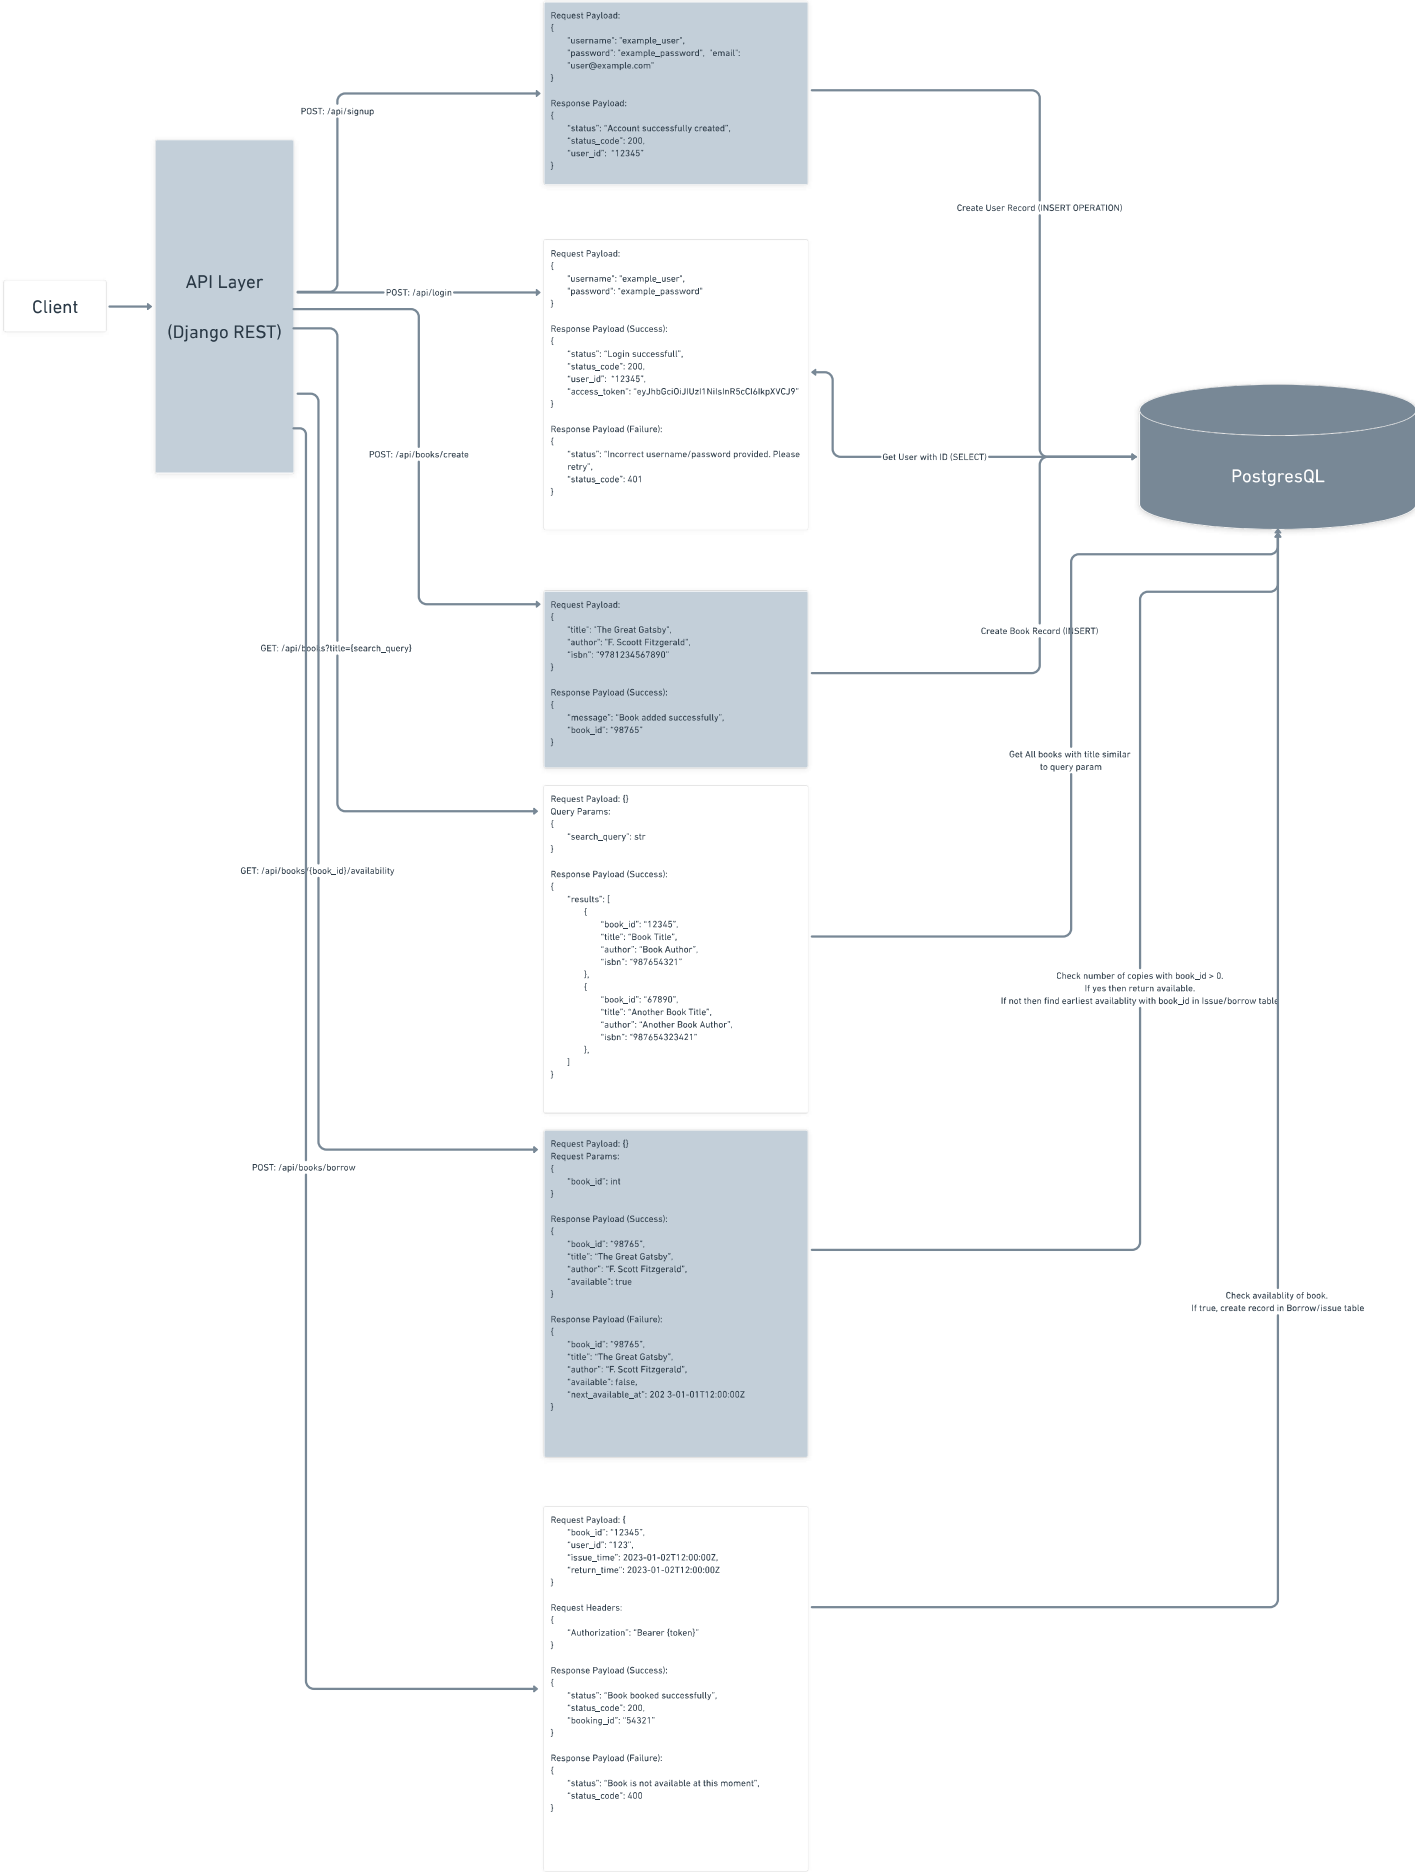 Client
API Layer
(Django REST)
POST: /api/signup
POST: /api/login
POST: /api/books/create
GET: /api/books?title={search_query}
GET: /api/books/{book_id}/availability
POST: /api/books/borrow
Request Payload:
{
"username": "example_user",
"password": "example_password", "email":
"user@example.com"
}
Response Payload:
{
"status": "Account successfully created",
"status_code": 200,
"user_id": "12345"
}
Request Payload:
{
"username": "example_user",
"password": "example_password"
}
Response Payload (Success):
{
"status": "Login successfull",
"status_code": 200,
"user_id": "12345",
"access_token": "eyJhbGciOiJIUzI1NiIsInR5cCI6IkpXVCJ9"
}
Response Payload (Failure):
{
"status": "Incorrect username/password provided. Please
retry",
"status_code": 401
}
Request Payload:
{
"title": "The Great Gatsby",
"author": "F. Scoott Fitzgerald",
"isbn": "9781234567890"
}
Response Payload (Success):
{
"message": "Book added successfully",
"book_id": "98765"
}
Request Payload: {}
Query Params:
{
"search_query": str
}
Response Payload (Success):
{
"results": [
{
"book_id": "12345",
"title": "Book Title",
"author": "Book Author",
"isbn": "987654321"
},
{
"book_id": "67890",
"title": "Another Book Title",
"author": "Another Book Author",
"isbn": "987654323421"
},
]
}
Request Payload: {}
Request Params:
{
"book_id": int
}
Response Payload (Success):
{
"book_id": "98765",
"title": "The Great Gatsby",
"author": "F. Scott Fitzgerald",
"available": true
}
Response Payload (Failure):
{
"book_id": "98765",
"title": "The Great Gatsby",
"author": "F. Scott Fitzgerald",
"available": false,
"next_available_at": 202 3-01-01T12:00:00Z
}
Request Payload: {
"book_id": "12345",
"user_id": "123",
"issue_time": 2023-01-02T12:00:00Z,
"return_time": 2023-01-02T12:00:00Z
}
Request Headers:
{
"Authorization": "Bearer {token}"
}
Response Payload (Success):
{
"status": "Book booked successfully",
"status_code": 200,
"booking_id": "54321"
}
Response Payload (Failure):
{
"status": "Book is not available at this moment",
"status_code": 400
}
Create User Record (INSERT OPERATION)
Get User with ID (SELECT)
Create Book Record (INSERT)
Get All books with title similar
to query param
Check number of copies with book_id > 0.
If yes then return available.
If not then find earliest availablity with book_id in Issue/borrow table
Check availablity of book.
If true, create record in Borrow/issue table
PostgresQL